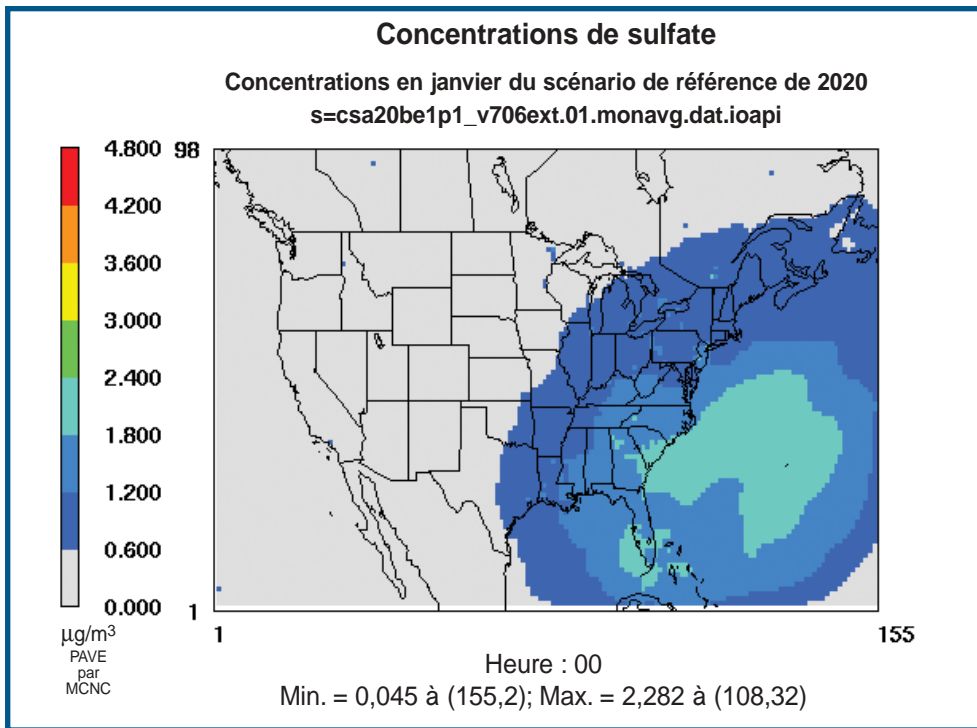 Concentrations de sulfate
Concentrations en janvier du scénario de référence de 2020
s=csa20be1p1_v706ext.01.monavg.dat.ioapi
4.800
4.200
3.600
3.000
2.400
1.800
1.200
0.600
0.000
µg/m³
PAVE
par
MCNC
98
1
1
155
Heure : 00
Min. = 0,045 à (155,2); Max. = 2,282 à (108,32)